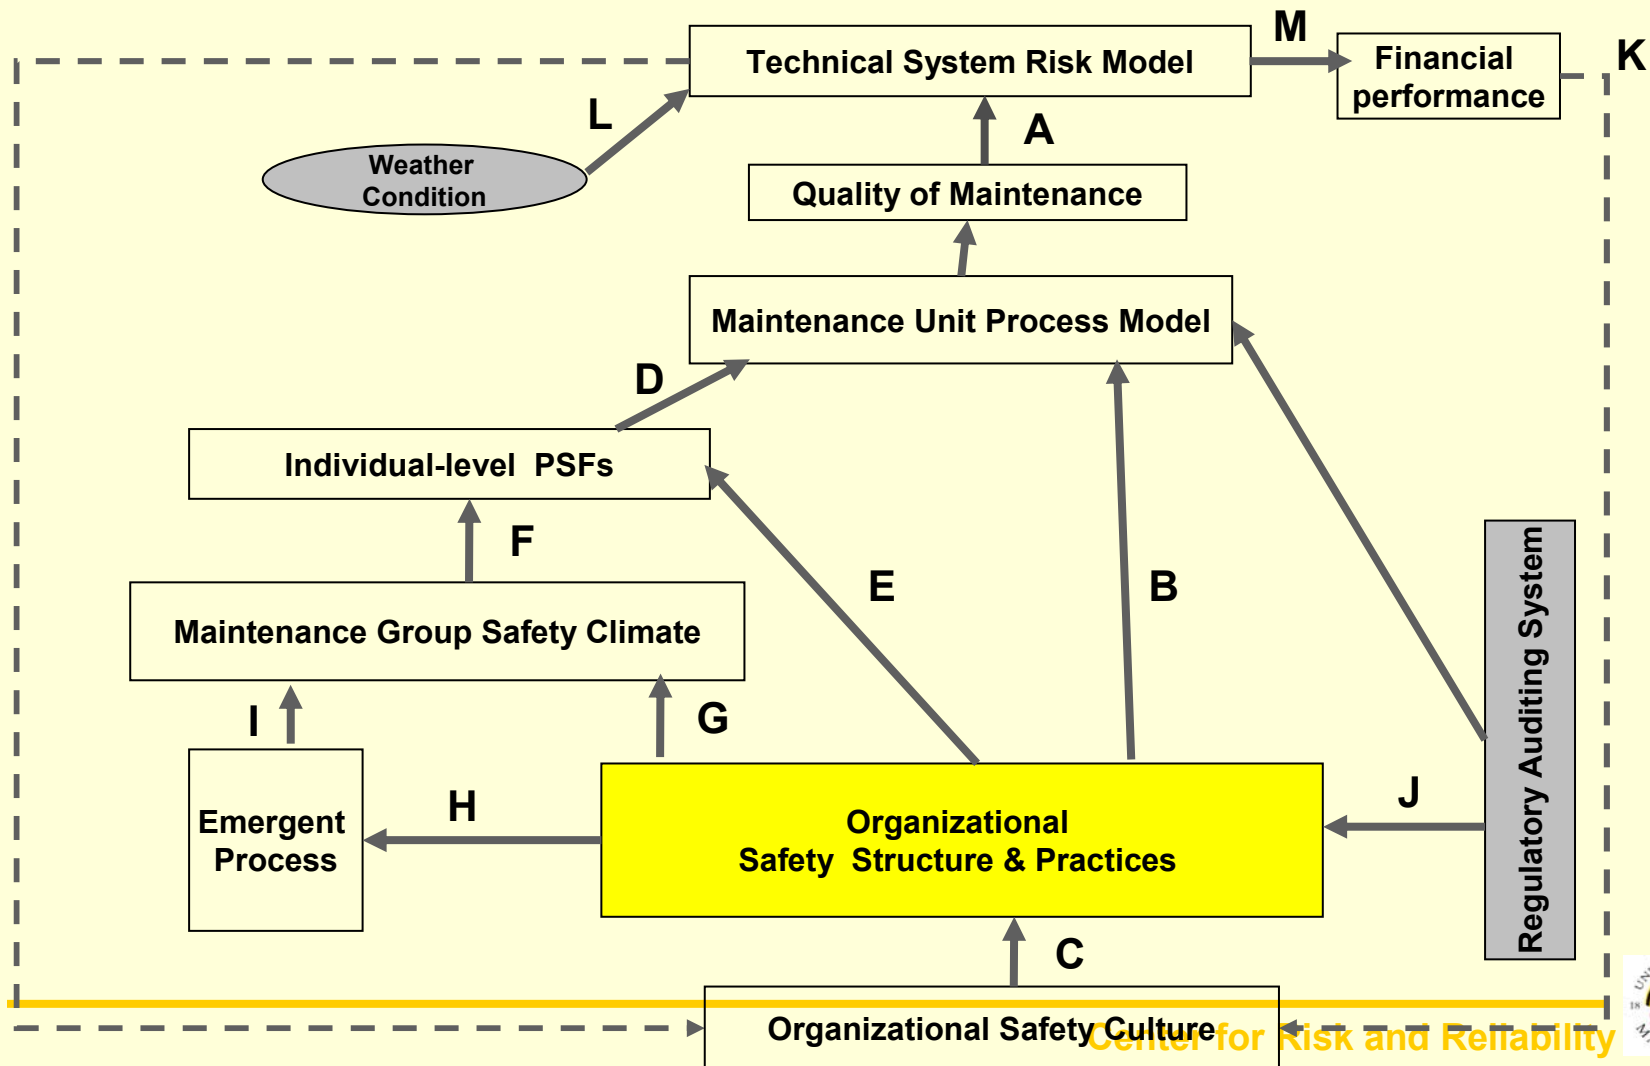 M
K
Technical System Risk Model
Financial
performance
L
A
Weather
Condition
Quality of Maintenance
Maintenance Unit Process Model
D
Individual-level PSFs
F
E
B
Maintenance Group Safety Climate
Regulatory Auditing System
I
G
H
J
Emergent
Process
Organizational
Safety Structure & Practices
C
Organizational Safety Culture
Center for Risk and Reliability
UNI
18